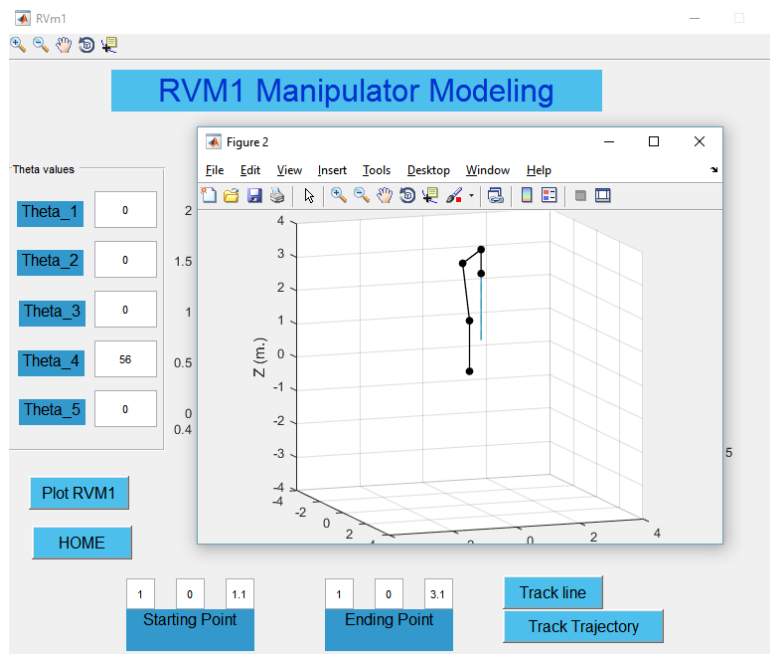 RVm1
RVM1 Manipulator Modeling
Figure 2
File Edit View Insert Tools Desktop Window Help
Theta values
Theta_1 0
Theta_2 0
Theta_3 0
Theta_4 56
Theta_5 0
2
1.5
1
0.5
0
0.4
4
3
2
1
0
-1
-2
-3
-4
Z (m.)
-4
-2
0
2
0
2
4
5
Plot RVM1
HOME
1 0 1.1
Starting Point
1 0 3.1
Ending Point
Track line
Track Trajectory